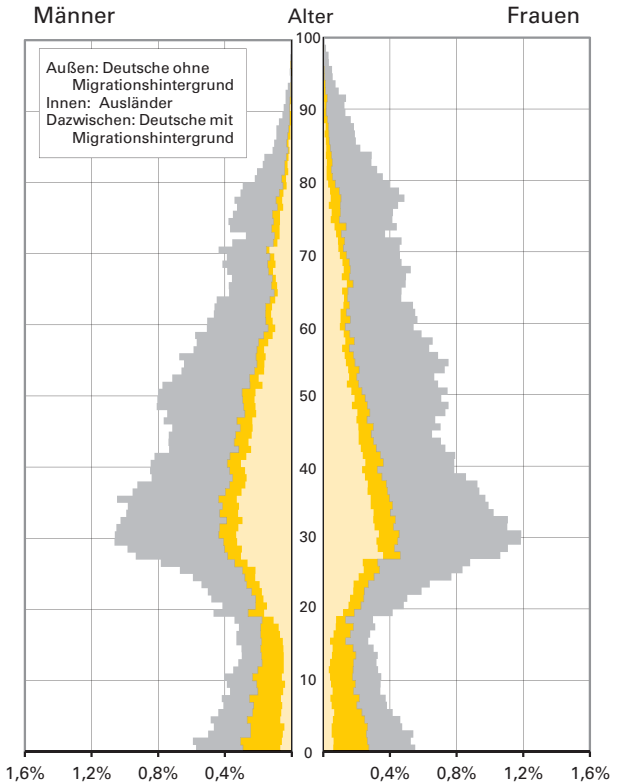 Männer Alter Frauen
100
Außen: Deutsche ohne
Migrationshintergrund
Innen: Ausländer
Dazwischen: Deutsche mit
Migrationshintergrund
90
80
70
60
50
40
30
20
10
0
1,6% 1,2% 0,8% 0,4% 0,4% 0,8% 1,2% 1,6%